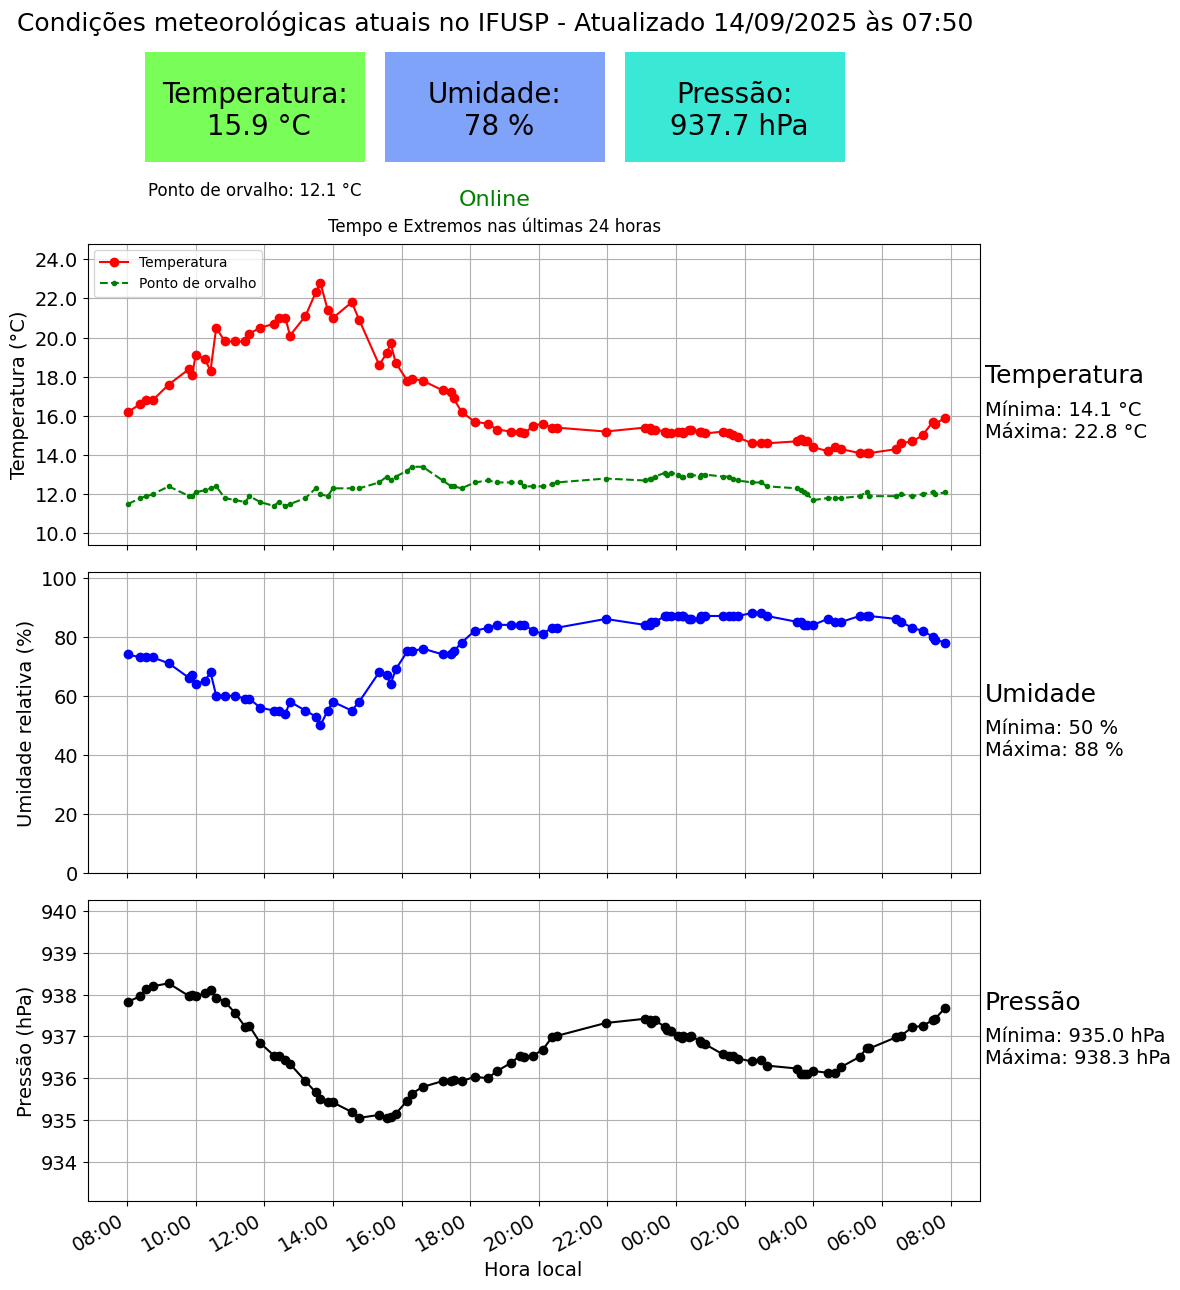 Condições meteorológicas atuais no IFUSP - Atualizado 14/09/2025 às 07:50
Temperatura:
15.9 °C
Umidade:
78 %
Pressão:
937.7 hPa
Ponto de orvalho: 12.1 °C
Online
Tempo e Extremos nas últimas 24 horas
Temperatura
Ponto de orvalho
Temperatura (°C)
24.0
22.0
20.0
18.0
16.0
14.0
12.0
10.0
Temperatura
Mínima: 14.1 °C
Máxima: 22.8 °C
Umidade relativa (%)
100
80
60
40
20
0
Umidade
Mínima: 50 %
Máxima: 88 %
Pressão (hPa)
940
939
938
937
936
935
934
Pressão
Mínima: 935.0 hPa
Máxima: 938.3 hPa
08:00
10:00
12:00
14:00
16:00
18:00
20:00
22:00
00:00
02:00
04:00
06:00
08:00
Hora local